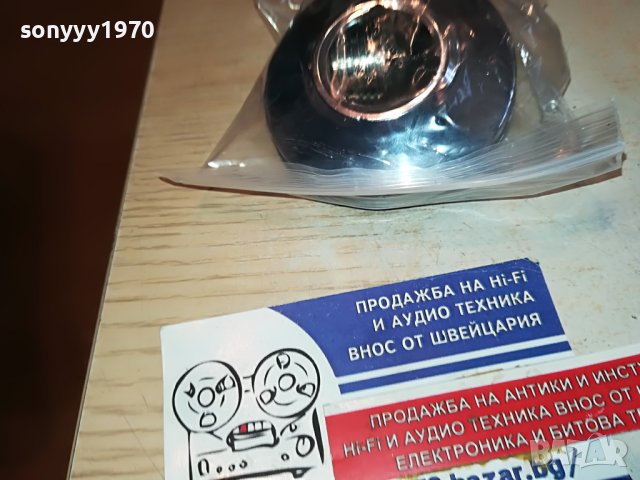 sonyyy1970
ПРОДАЖБА НА Hi-Fi
И АУДИО ТЕХНИКА
ВНОС ОТ ШВЕЙЦАРИЯ
ПРОДАЖБА НА АНТИКИ И
Hi-Fi И АУДИО ТЕХНИКА ВНОС ОТ
ЕЛЕКТРОНИКА И БИТОВА
bazar.bg/
BAZAR